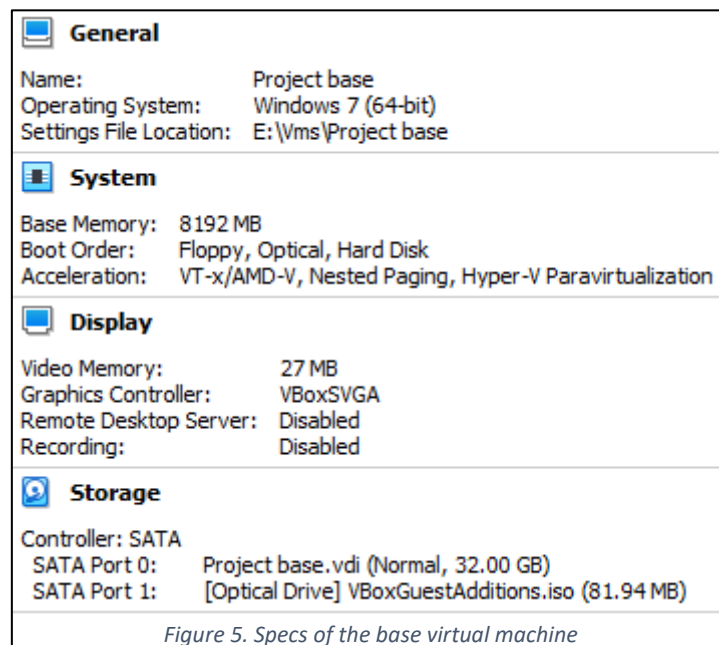 General
Name: Project base
Operating System: Windows 7 (64-bit)
Settings File Location: E:\Vms\Project base
System
Base Memory: 8192 MB
Boot Order: Floppy, Optical, Hard Disk
Acceleration: VT-x/AMD-V, Nested Paging, Hyper-V Paravirtualization
Display
Video Memory: 27 MB
Graphics Controller: VBoxSVGA
Remote Desktop Server: Disabled
Recording: Disabled
Storage
Controller: SATA
SATA Port 0: Project base.vdi (Normal, 32.00 GB)
SATA Port 1: [Optical Drive] VBoxGuestAdditions.iso (81.94 MB)
Figure 5. Specs of the base virtual machine